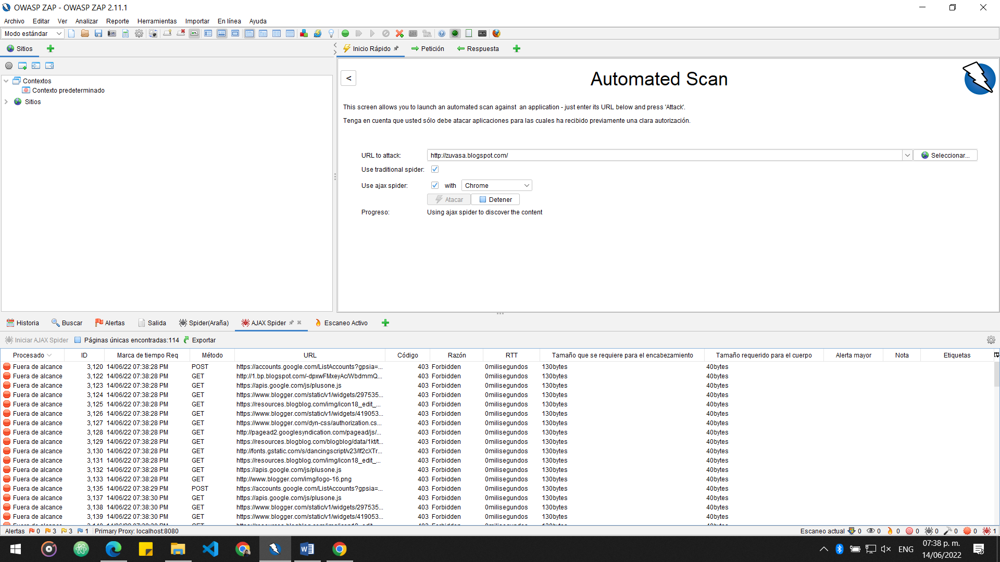 OWASP ZAP - OWASP ZAP 2.11.1
Archivo Editar Ver Analizar Reporte Herramientas Importar En línea Ayuda
Modo estándar
Sitios
Inicio Rápido Petición Respuesta
Contextos
Contexto predeterminado
Sitios
<
Automated Scan
This screen allows you to launch an automated scan against an application - just enter its URL below and press 'Attack'.
Tenga en cuenta que usted sólo debe atacar aplicaciones para las cuales ha recibido previamente una clara autorización.
URL to attack: http://zuvasa.blogspot.com/ Seleccionar...
Use traditional spider:
Use ajax spider: with Chrome
Atacar Detener
Progreso: Using ajax spider to discover the content
Historia Buscar Alertas Salida Spider(Araña) AJAX Spider Escaneo Activo
Iniciar AJAX Spider Páginas únicas encontradas:114 Exportar
Procesado ID Marca de tiempo Req Método URL Código Razón RTT Tamaño que se requiere para el encabezamiento Tamaño requerido para el cuerpo Alerta mayor Nota Etiquetas
Fuera de alcance 3,120 14/06/22 07:38:28 PM POST https://accounts.google.com/ListAccounts?gpsia=... 403 Forbidden 0milisegundos 130bytes 40bytes
Fuera de alcance 3,122 14/06/22 07:38:28 PM GET http://1.bp.blogspot.com/-dpxwFMxeyAc/WbdmmQ... 403 Forbidden 0milisegundos 130bytes 40bytes
Fuera de alcance 3,123 14/06/22 07:38:28 PM GET https://apis.google.com/js/plusone.js 403 Forbidden 0milisegundos 130bytes 40bytes
Fuera de alcance 3,124 14/06/22 07:38:28 PM GET https://www.blogger.com/static/v1/widgets/297535... 403 Forbidden 0milisegundos 130bytes 40bytes
Fuera de alcance 3,125 14/06/22 07:38:28 PM GET https://resources.blogblog.com/img/icon18_edit_... 403 Forbidden 0milisegundos 130bytes 40bytes
Fuera de alcance 3,126 14/06/22 07:38:28 PM GET https://www.blogger.com/static/v1/widgets/419053... 403 Forbidden 0milisegundos 130bytes 40bytes
Fuera de alcance 3,127 14/06/22 07:38:28 PM GET https://www.blogger.com/dyn-css/authorization.cs... 403 Forbidden 0milisegundos 130bytes 40bytes
Fuera de alcance 3,128 14/06/22 07:38:28 PM GET http://pagead2.googlesyndication.com/pagead/js/... 403 Forbidden 0milisegundos 130bytes 40bytes
Fuera de alcance 3,129 14/06/22 07:38:28 PM GET https://resources.blogblog.com/blogblog/data/1kt/t... 403 Forbidden 0milisegundos 130bytes 40bytes
Fuera de alcance 3,130 14/06/22 07:38:28 PM GET http://fonts.gstatic.com/s/dancingscript/v23/If2cXTr... 403 Forbidden 0milisegundos 130bytes 40bytes
Fuera de alcance 3,131 14/06/22 07:38:28 PM GET https://resources.blogblog.com/img/icon18_edit_... 403 Forbidden 0milisegundos 130bytes 40bytes
Fuera de alcance 3,132 14/06/22 07:38:28 PM GET https://apis.google.com/js/plusone.js 403 Forbidden 0milisegundos 130bytes 40bytes
Fuera de alcance 3,133 14/06/22 07:38:28 PM GET http://www.blogger.com/img/logo-16.png 403 Forbidden 0milisegundos 130bytes 40bytes
Fuera de alcance 3,135 14/06/22 07:38:29 PM POST https://accounts.google.com/ListAccounts?gpsia=... 403 Forbidden 0milisegundos 130bytes 40bytes
Fuera de alcance 3,137 14/06/22 07:38:30 PM GET https://apis.google.com/js/plusone.js 403 Forbidden 0milisegundos 130bytes 40bytes
Fuera de alcance 3,138 14/06/22 07:38:30 PM GET https://www.blogger.com/static/v1/widgets/297535... 403 Forbidden 0milisegundos 130bytes 40bytes
Fuera de alcance 3,139 14/06/22 07:38:30 PM GET https://www.blogger.com/static/v1/widgets/419053... 403 Forbidden 0milisegundos 130bytes 40bytes
Alertas 0 3 3 1 Primary Proxy: localhost:8080 Escaneo actual 0 0 0 0 0 0 0 1
ENG 07:38 p. m.
14/06/2022